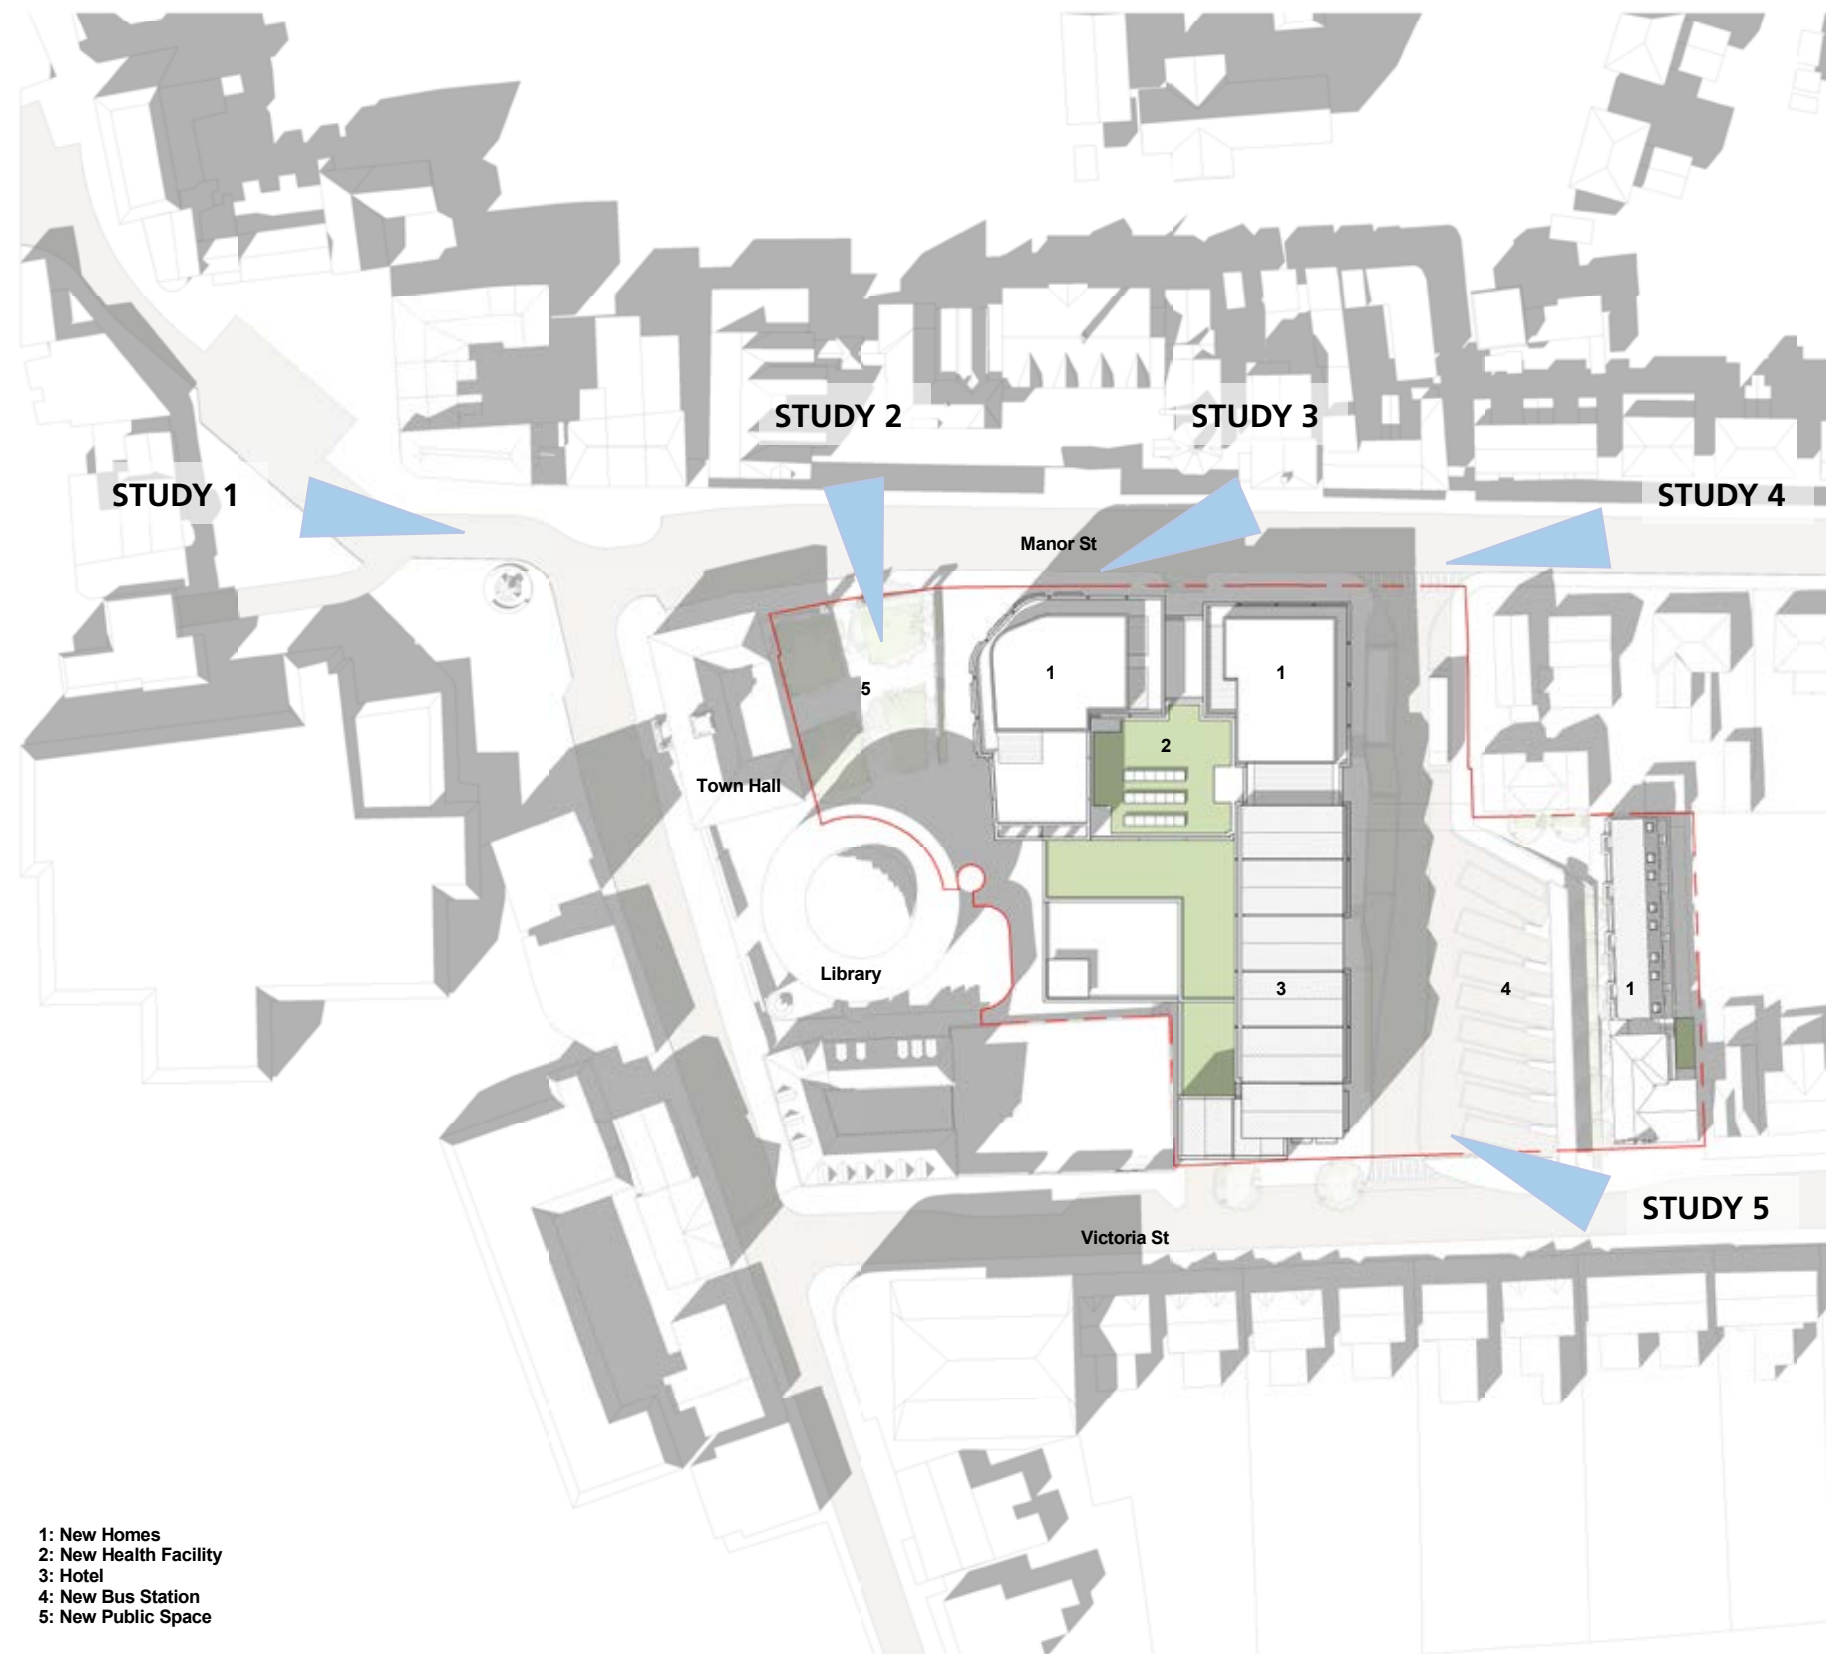 STUDY 2
STUDY 3
STUDY 1
STUDY 4
Manor St
1
1
5
2
Town Hall
Library
3
4
1
STUDY 5
Victoria St
1: New Homes
2: New Health Facility
3: Hotel
4: New Bus Station
5: New Public Space